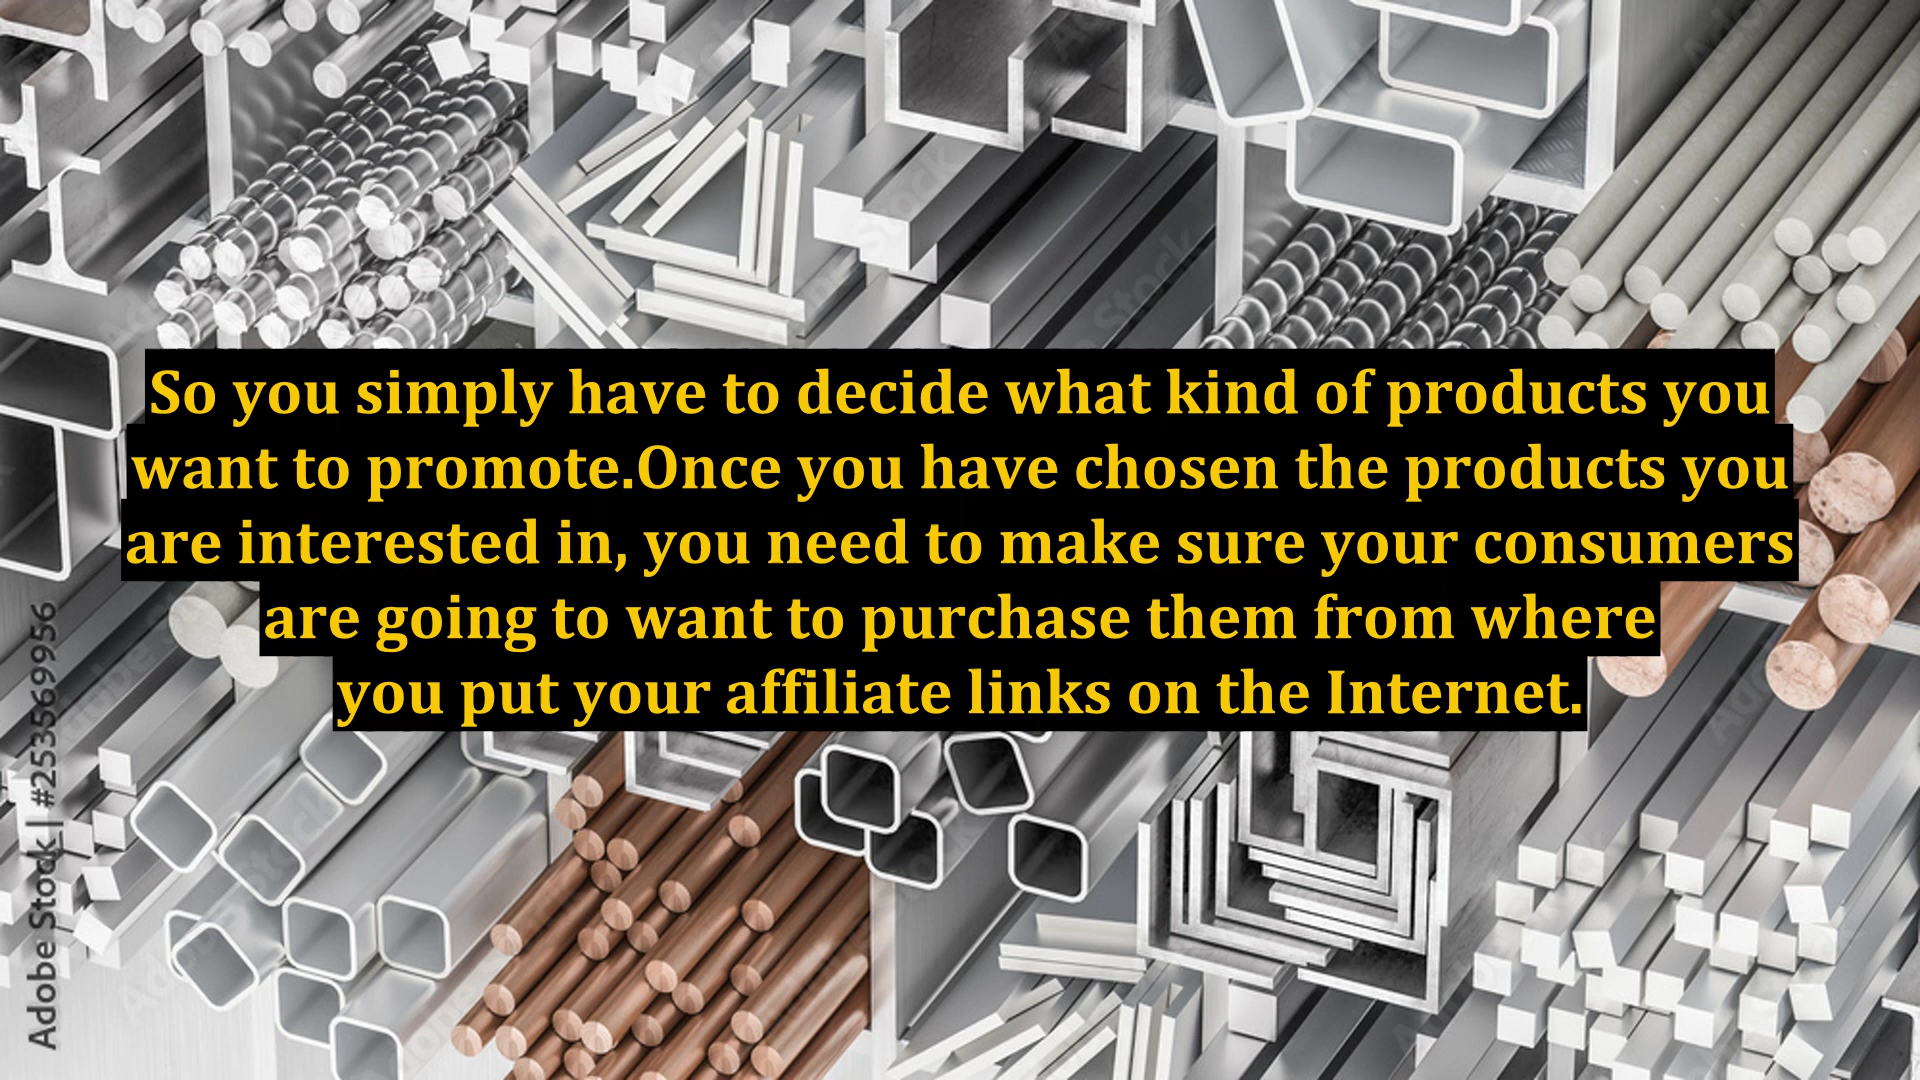 So you simply have to decide what kind of products you
want to promote.Once you have chosen the products you
are interested in, you need to make sure your consumers
are going to want to purchase them from where
you put your affiliate links on the Internet.
Adobe Stock | #253569956